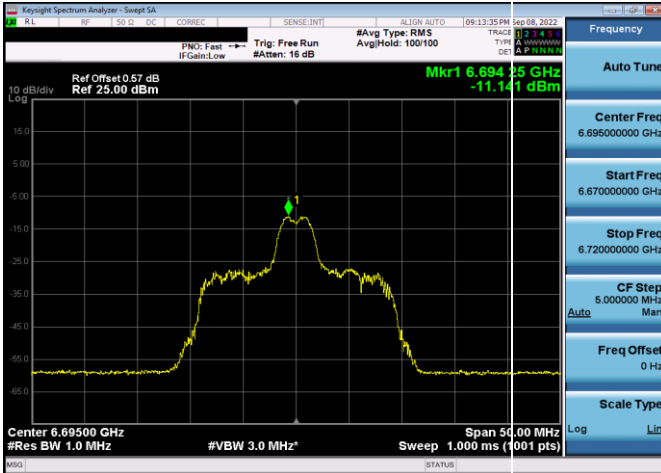 Keysight Spectrum Analyzer - Swept SA
RL RF 50 Ω DC CORREC SENSE:INT ALIGN AUTO 09:13:35 PM Sep 08, 2022
#Avg Type: RMS
Avg|Hold: 100/100
TRACE 1 2 3 4 5 6
TYPE A WWWWW
DET A P N N N N
PNO: Fast
IFGain:Low
Trig: Free Run
#Atten: 16 dB
Ref Offset 0.57 dB
Ref 25.00 dBm
10 dB/div
Log
Mkr1 6.694 25 GHz
-11.141 dBm
15.0
5.00
-5.00
-15.0
-25.0
-35.0
-45.0
-55.0
-65.0
1
Center 6.69500 GHz
#Res BW 1.0 MHz
#VBW 3.0 MHz*
Span 50.00 MHz
Sweep 1.000 ms (1001 pts)
MSG
STATUS
Frequency
Auto Tune
Center Freq
6.695000000 GHz
Start Freq
6.670000000 GHz
Stop Freq
6.720000000 GHz
CF Step
5.000000 MHz
Auto Man
Freq Offset
0 Hz
Scale Type
Log Lin